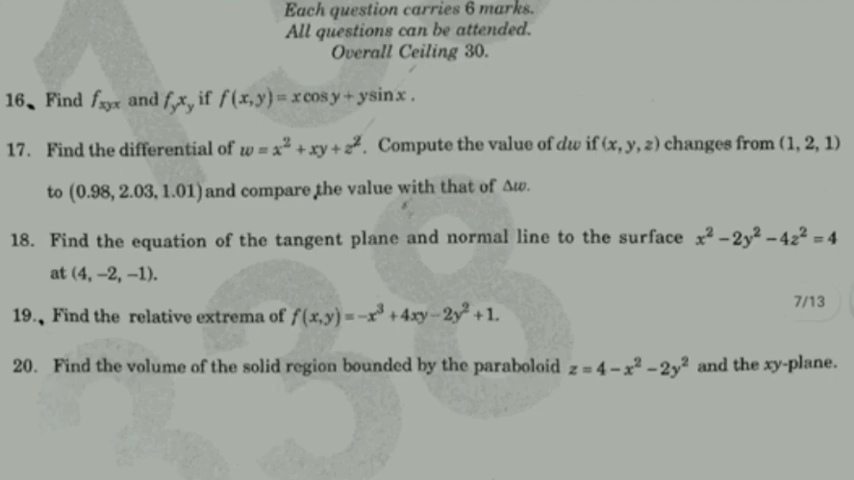 Each question carries 6 marks.
All questions can be attended.
Overall Ceiling 30.
16. Find fₓᵧₓ and fᵧₓᵧ if f(x,y) = x cos y + y sin x.
17. Find the differential of w = x² + xy + z². Compute the value of dw if (x, y, z) changes from (1, 2, 1)
to (0.98, 2.03, 1.01) and compare the value with that of Δw.
18. Find the equation of the tangent plane and normal line to the surface x² – 2y² – 4z² = 4
at (4, –2, –1).
7/13
19. Find the relative extrema of f(x,y) = –x³ + 4xy – 2y² + 1.
20. Find the volume of the solid region bounded by the paraboloid z = 4 – x² – 2y² and the xy-plane.